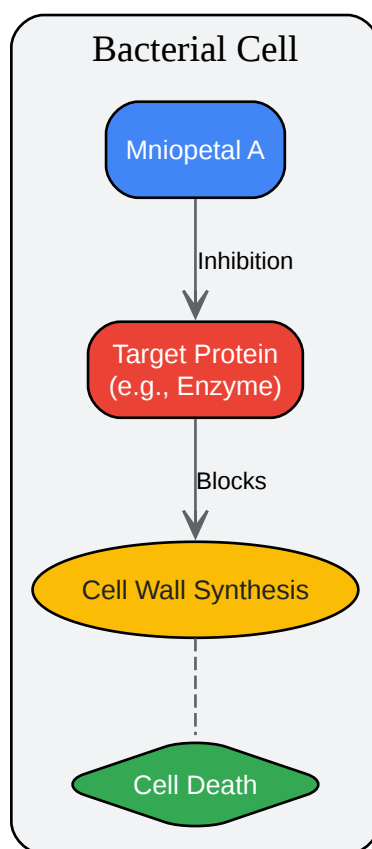 Bacterial Cell
Mniopetal A
Inhibition
Target Protein
(e.g., Enzyme)
Blocks
Cell Wall Synthesis
Cell Death